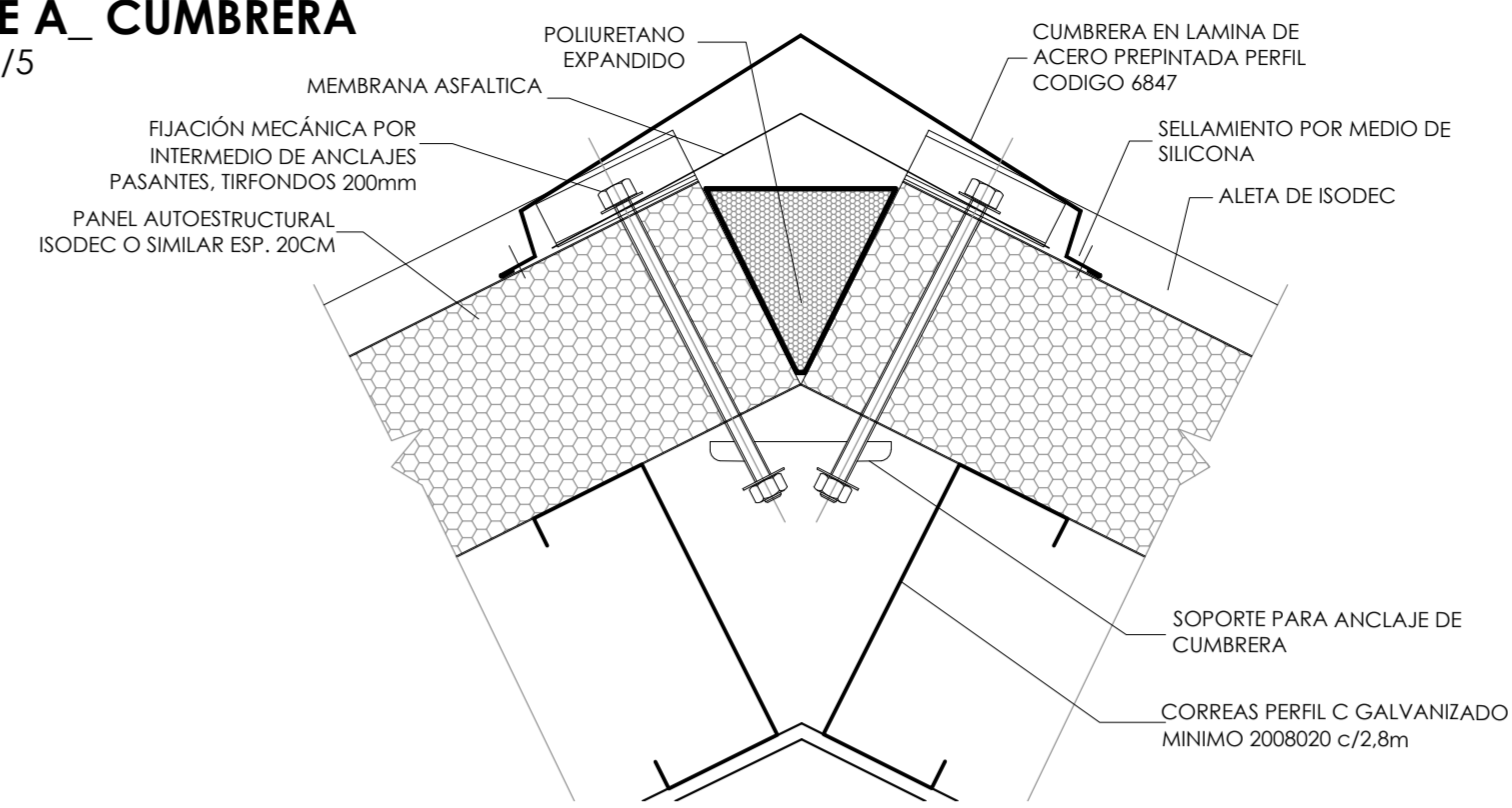 E A_ CUMBRERA
/5
POLIURETANO
EXPANDIDO
MEMBRANA ASFALTICA
FIJACIÓN MECÁNICA POR
INTERMEDIO DE ANCLAJES
PASANTES, TIRFONDOS 200mm
PANEL AUTOESTRUCTURAL
ISODEC O SIMILAR ESP. 20CM
CUMBRERA EN LAMINA DE
ACERO PREPINTADA PERFIL
CODIGO 6847
SELLAMIENTO POR MEDIO DE
SILICONA
ALETA DE ISODEC
SOPORTE PARA ANCLAJE DE
CUMBRERA
CORREAS PERFIL C GALVANIZADO
MINIMO 2008020 c/2,8m